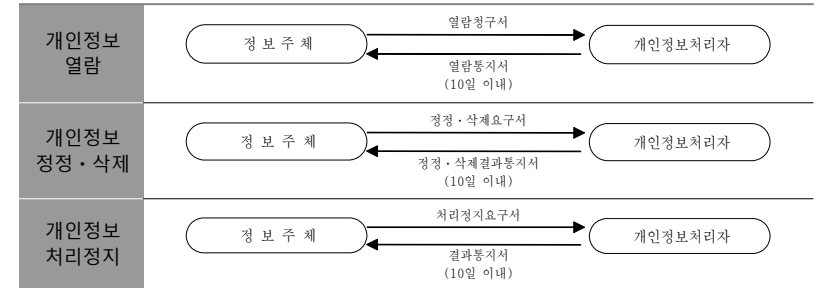 개인정보
열람
열람청구서
정 보 주 체
개인정보처리자
열람통지서
(10일 이내)
개인정보
정정·삭제
정정·삭제요구서
정 보 주 체
개인정보처리자
정정·삭제결과통지서
(10일 이내)
개인정보
처리정지
처리정지요구서
정 보 주 체
개인정보처리자
결과통지서
(10일 이내)